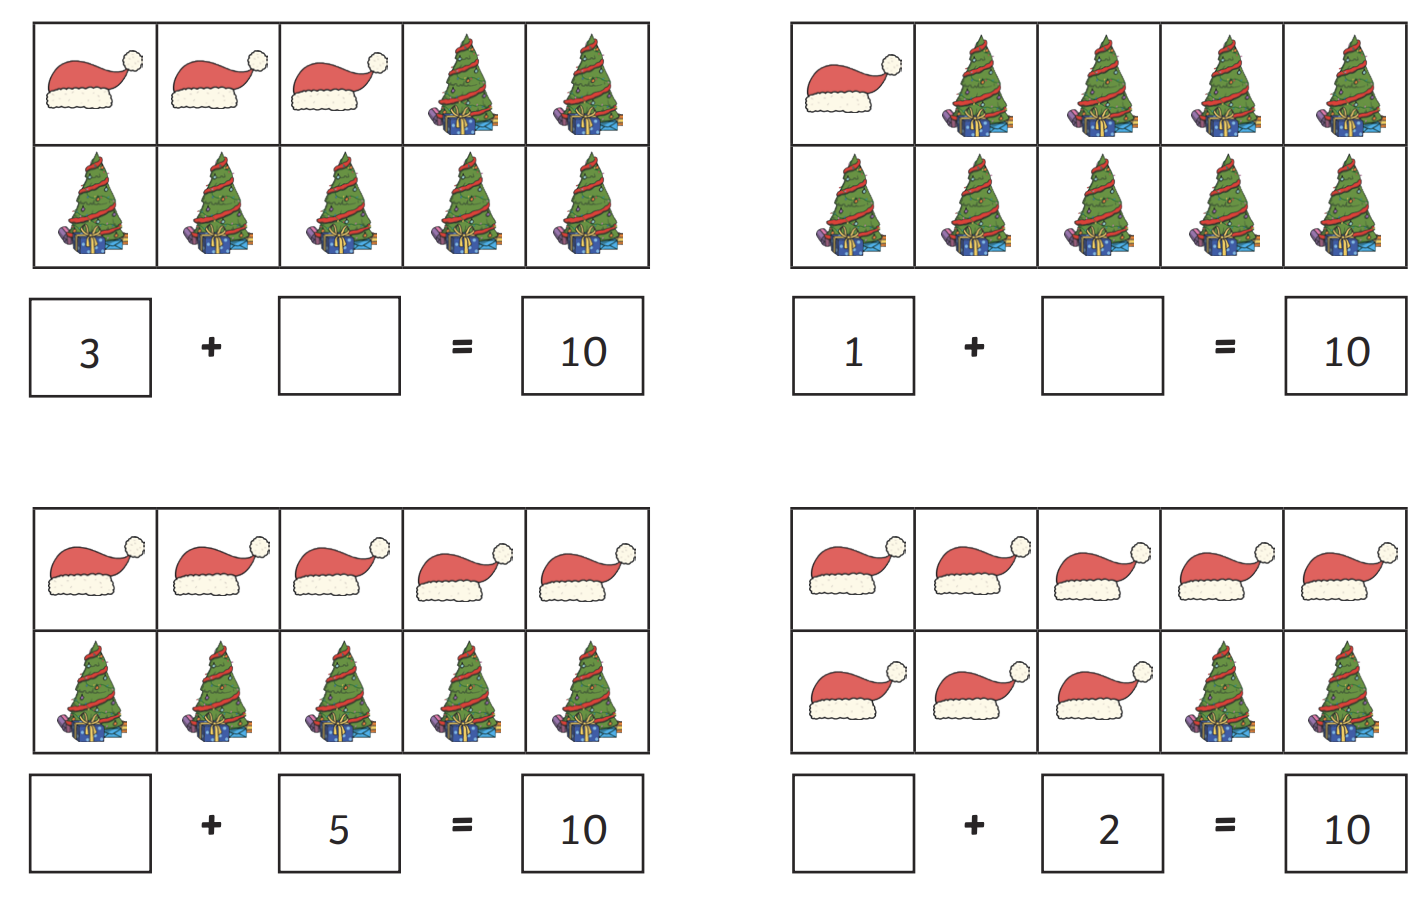 3 + = 10
1 + = 10
+ 5 = 10
+ 2 = 10